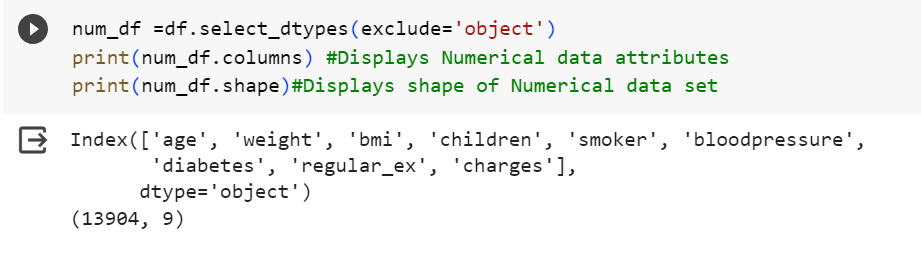 num_df =df.select_dtypes(exclude='object')
print(num_df.columns) #Displays Numerical data attributes
print(num_df.shape)#Displays shape of Numerical data set
Index(['age', 'weight', 'bmi', 'children', 'smoker', 'bloodpressure',
'diabetes', 'regular_ex', 'charges'],
dtype='object')
(13904, 9)